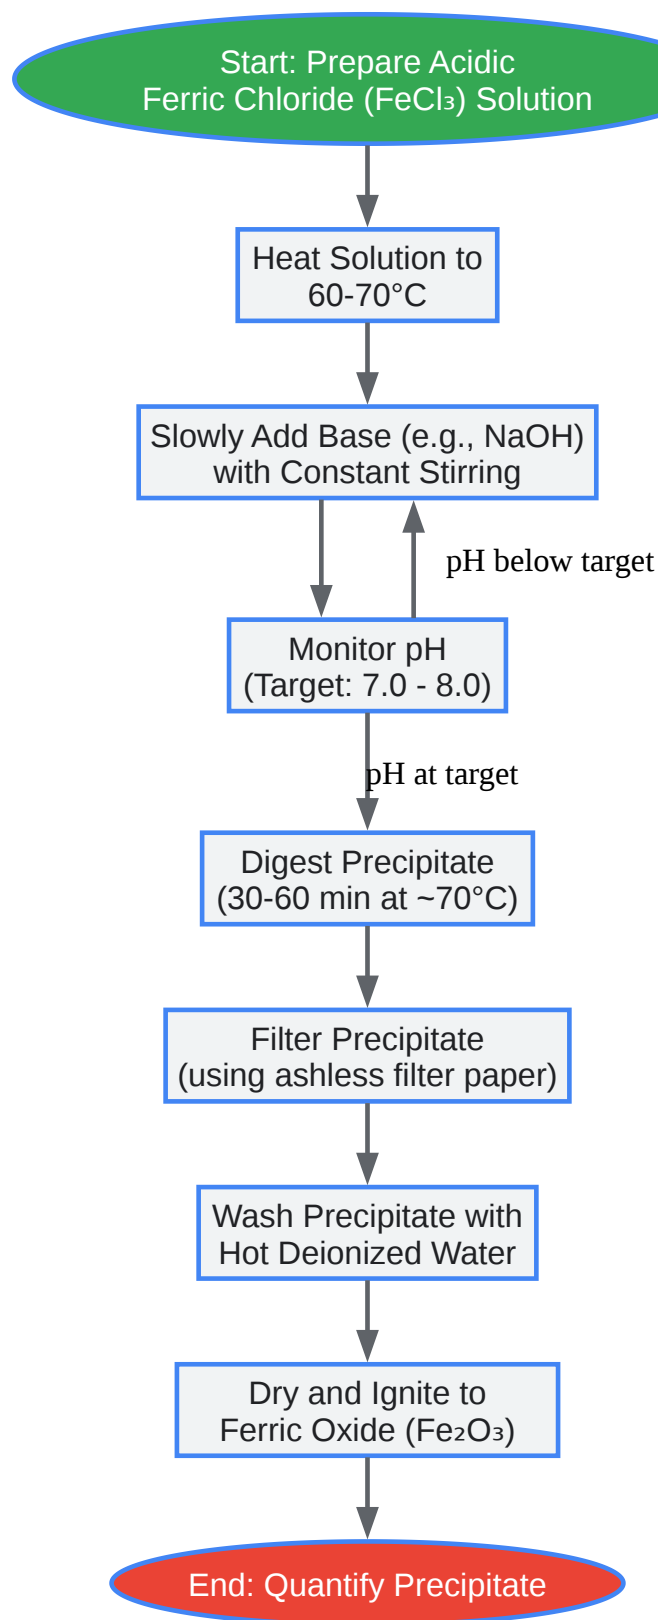 Start: Prepare Acidic
Ferric Chloride (FeCl₃) Solution
Heat Solution to
60-70°C
Slowly Add Base (e.g., NaOH)
with Constant Stirring
pH below target
Monitor pH
(Target: 7.0 - 8.0)
pH at target
Digest Precipitate
(30-60 min at ~70°C)
Filter Precipitate
(using ashless filter paper)
Wash Precipitate with
Hot Deionized Water
Dry and Ignite to
Ferric Oxide (Fe₂O₃)
End: Quantify Precipitate